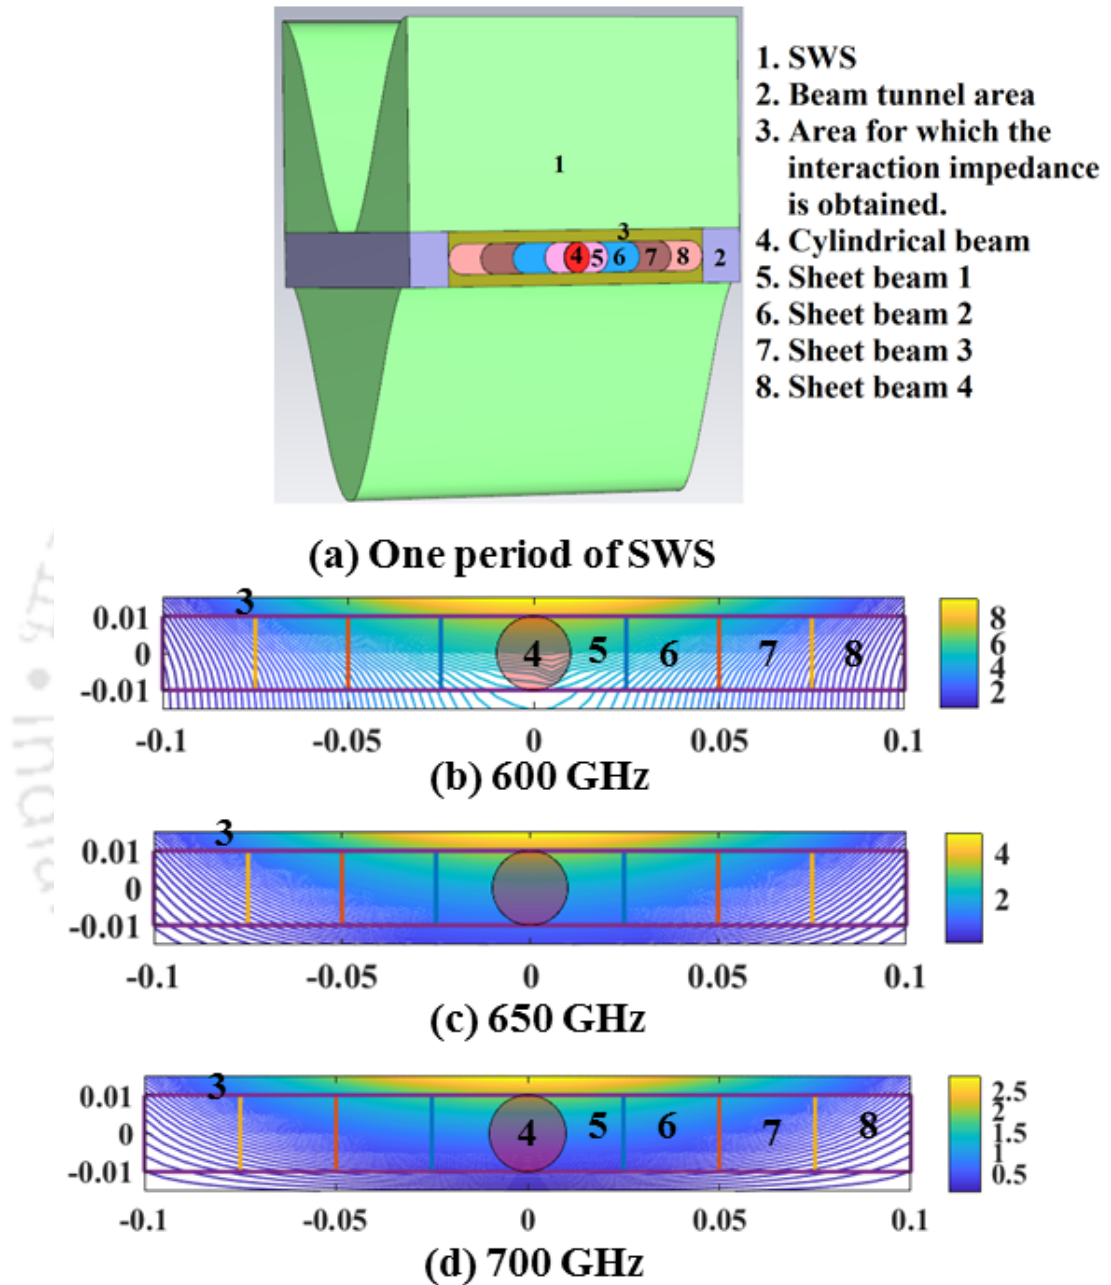 1. SWS
2. Beam tunnel area
3. Area for which the
interaction impedance
is obtained.
4. Cylindrical beam
5. Sheet beam 1
6. Sheet beam 2
7. Sheet beam 3
8. Sheet beam 4
1
3
4 5 6 7 8 2
(a) One period of SWS
3
0.01
0
-0.01
4 5 6 7 8
8
6
4
2
-0.1 -0.05 0 0.05 0.1
(b) 600 GHz
3
0.01
0
-0.01
4
2
-0.1 -0.05 0 0.05 0.1
(c) 650 GHz
3
0.01
0
-0.01
4 5 6 7 8
2.5
2
1.5
1
0.5
-0.1 -0.05 0 0.05 0.1
(d) 700 GHz